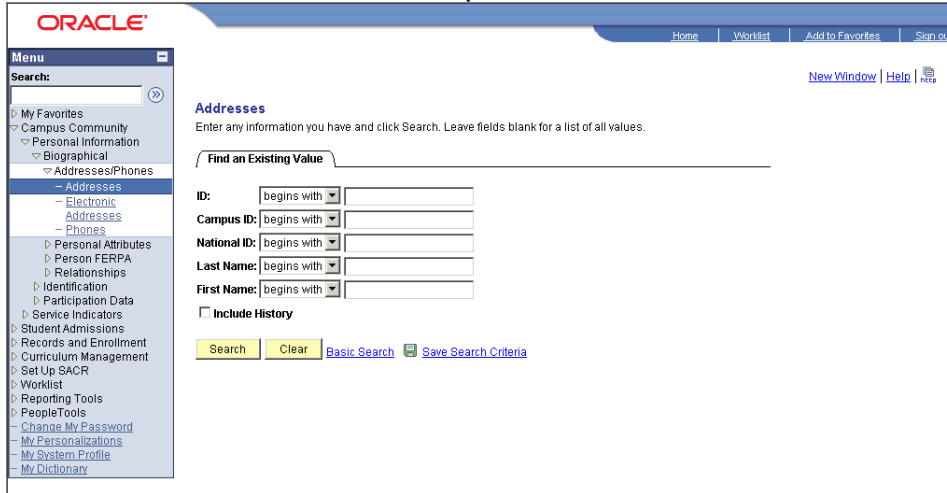 ORACLE'
Home | Worklist | Add to Favorites |
Menu
Search:
My Favorites
Campus Community
Personal Information
Biographical
Addresses/Phones
– Addresses
– Electronic
Addresses
– Phones
Personal Attributes
Person FERPA
Relationships
Identification
Participation Data
Service Indicators
Student Admissions
Records and Enrollment
Curriculum Management
Set Up SACR
Worklist
Reporting Tools
PeopleTools
– Change My Password
– My Personalizations
– My System Profile
– My Dictionary
New Window | Help | http
Addresses
Enter any information you have and click Search. Leave fields blank for a list of all values.
Find an Existing Value
ID: begins with
Campus ID: begins with
National ID: begins with
Last Name: begins with
First Name: begins with
Include History
Search Clear Basic Search Save Search Criteria